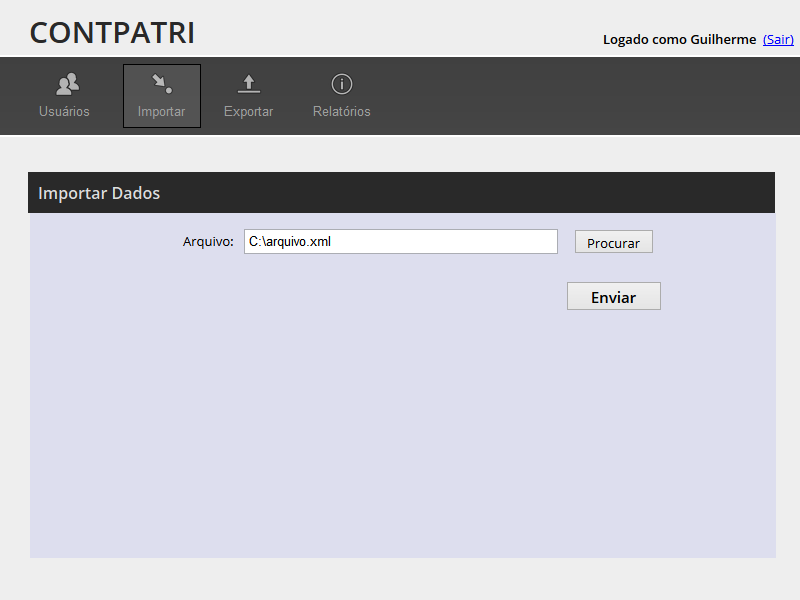 CONTPATRI
Logado como Guilherme (Sair)
Usuários Importar Exportar Relatórios
Importar Dados
Arquivo: C:\arquivo.xml Procurar
Enviar